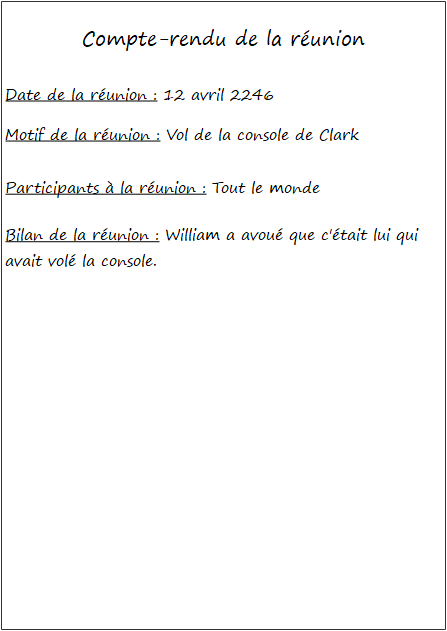 Compte-rendu de la réunion
Date de la réunion : 12 avril 2246
Motif de la réunion : Vol de la console de Clark
Participants à la réunion : Tout le monde
Bilan de la réunion : William a avoué que c'était lui qui
avait volé la console.